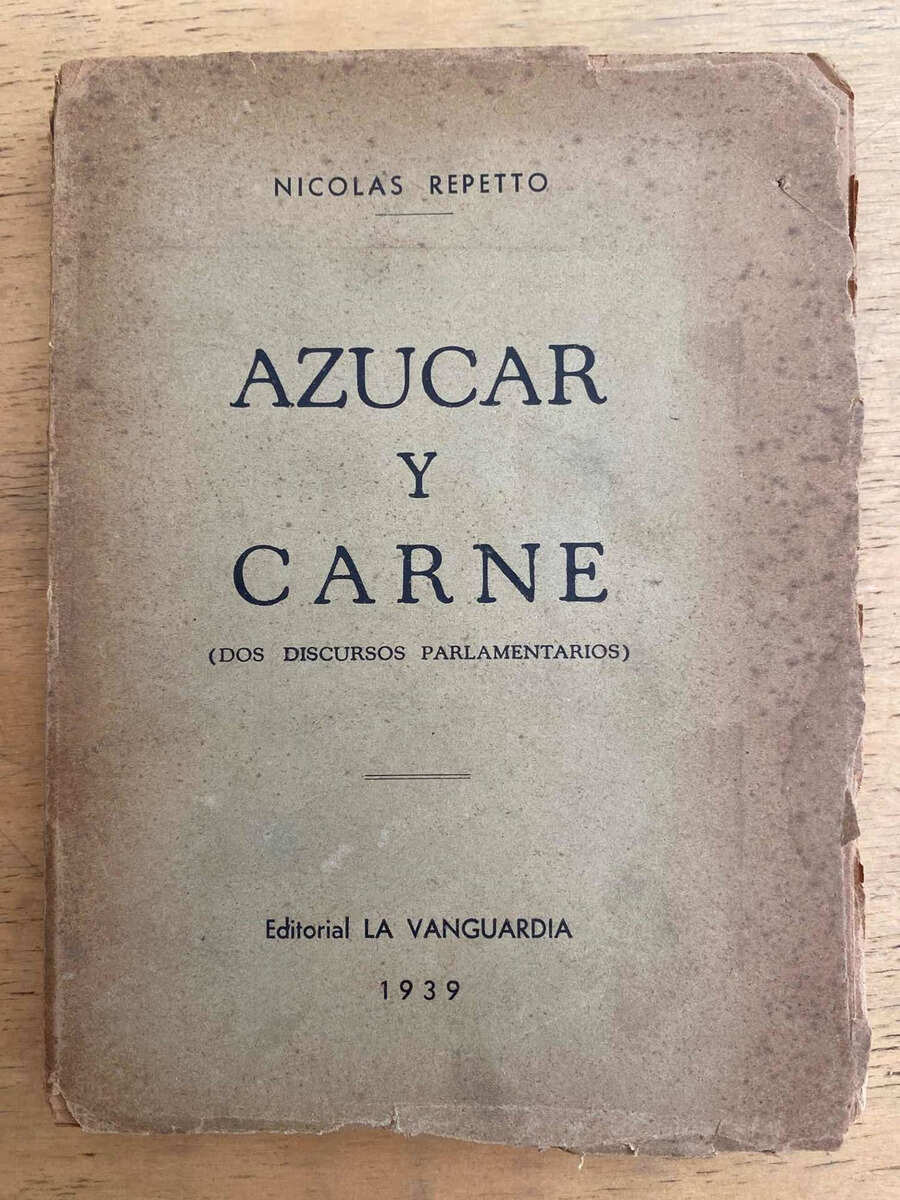 NICOLAS REPETTO
AZUCAR
Y
CARNE
(DOS DISCURSOS PARLAMENTARIOS)
Editorial LA VANGUARDIA
1939